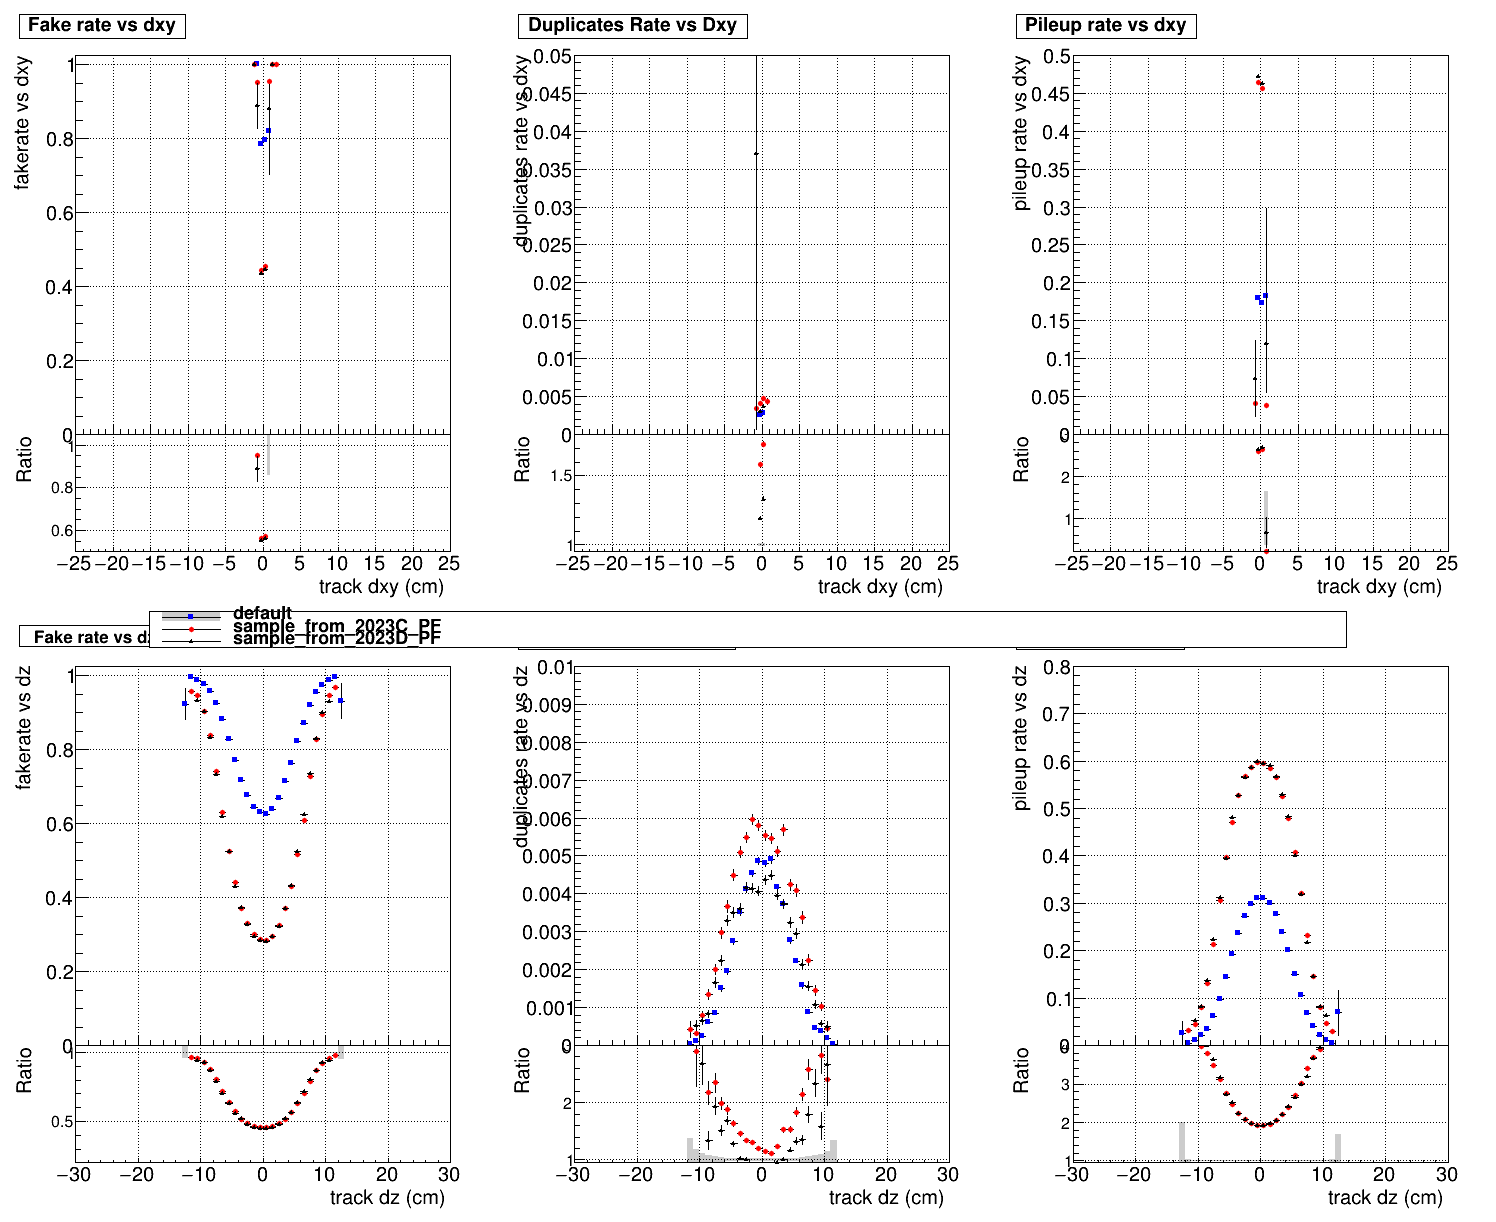 Fake rate vs dxy
Duplicates Rate vs Dxy
Pileup rate vs dxy
fakerate vs dxy
1
0.8
0.6
0.4
0.2
0
duplicates rate vs dxy
0.05
0.045
0.04
0.035
0.03
0.025
0.02
0.015
0.01
0.005
0
pileup rate vs dxy
0.5
0.45
0.4
0.35
0.3
0.25
0.2
0.15
0.1
0.05
0
Ratio
1
0.8
0.6
Ratio
1.5
1
Ratio
3
2
1
−25 −20 −15 −10 −5 0 5 10 15 20 25
−25 −20 −15 −10 −5 0 5 10 15 20 25
−25 −20 −15 −10 −5 0 5 10 15 20 25
track dxy (cm)
track dxy (cm)
track dxy (cm)
default
sample_from_2023C_PF
sample_from_2023D_PF
Fake rate vs dz
fakerate vs dz
1
0.8
0.6
0.4
0.2
0
duplicates rate vs dz
0.01
0.009
0.008
0.007
0.006
0.005
0.004
0.003
0.002
0.001
0
pileup rate vs dz
0.8
0.7
0.6
0.5
0.4
0.3
0.2
0.1
0
Ratio
1
0.5
Ratio
2
1
Ratio
4
3
2
1
−30 −20 −10 0 10 20 30
−30 −20 −10 0 10 20 30
−30 −20 −10 0 10 20 30
track dz (cm)
track dz (cm)
track dz (cm)